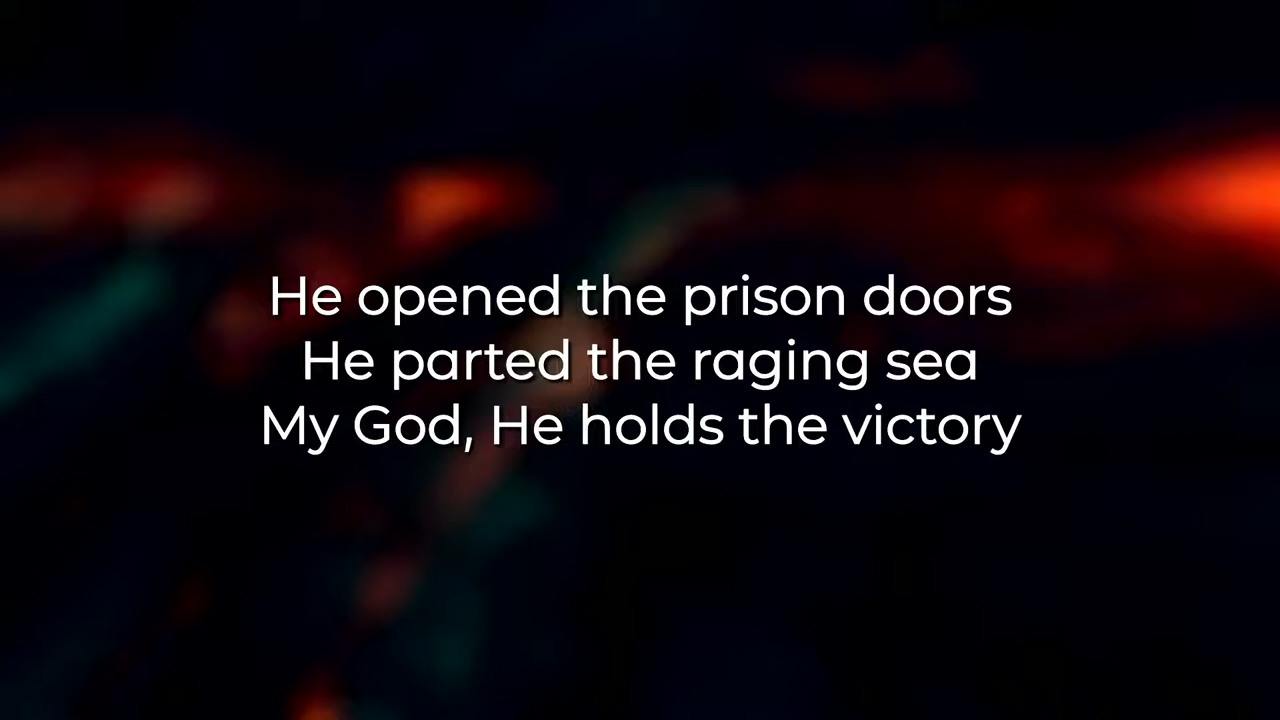 He opened the prison doors
He parted the raging sea
My God, He holds the victory